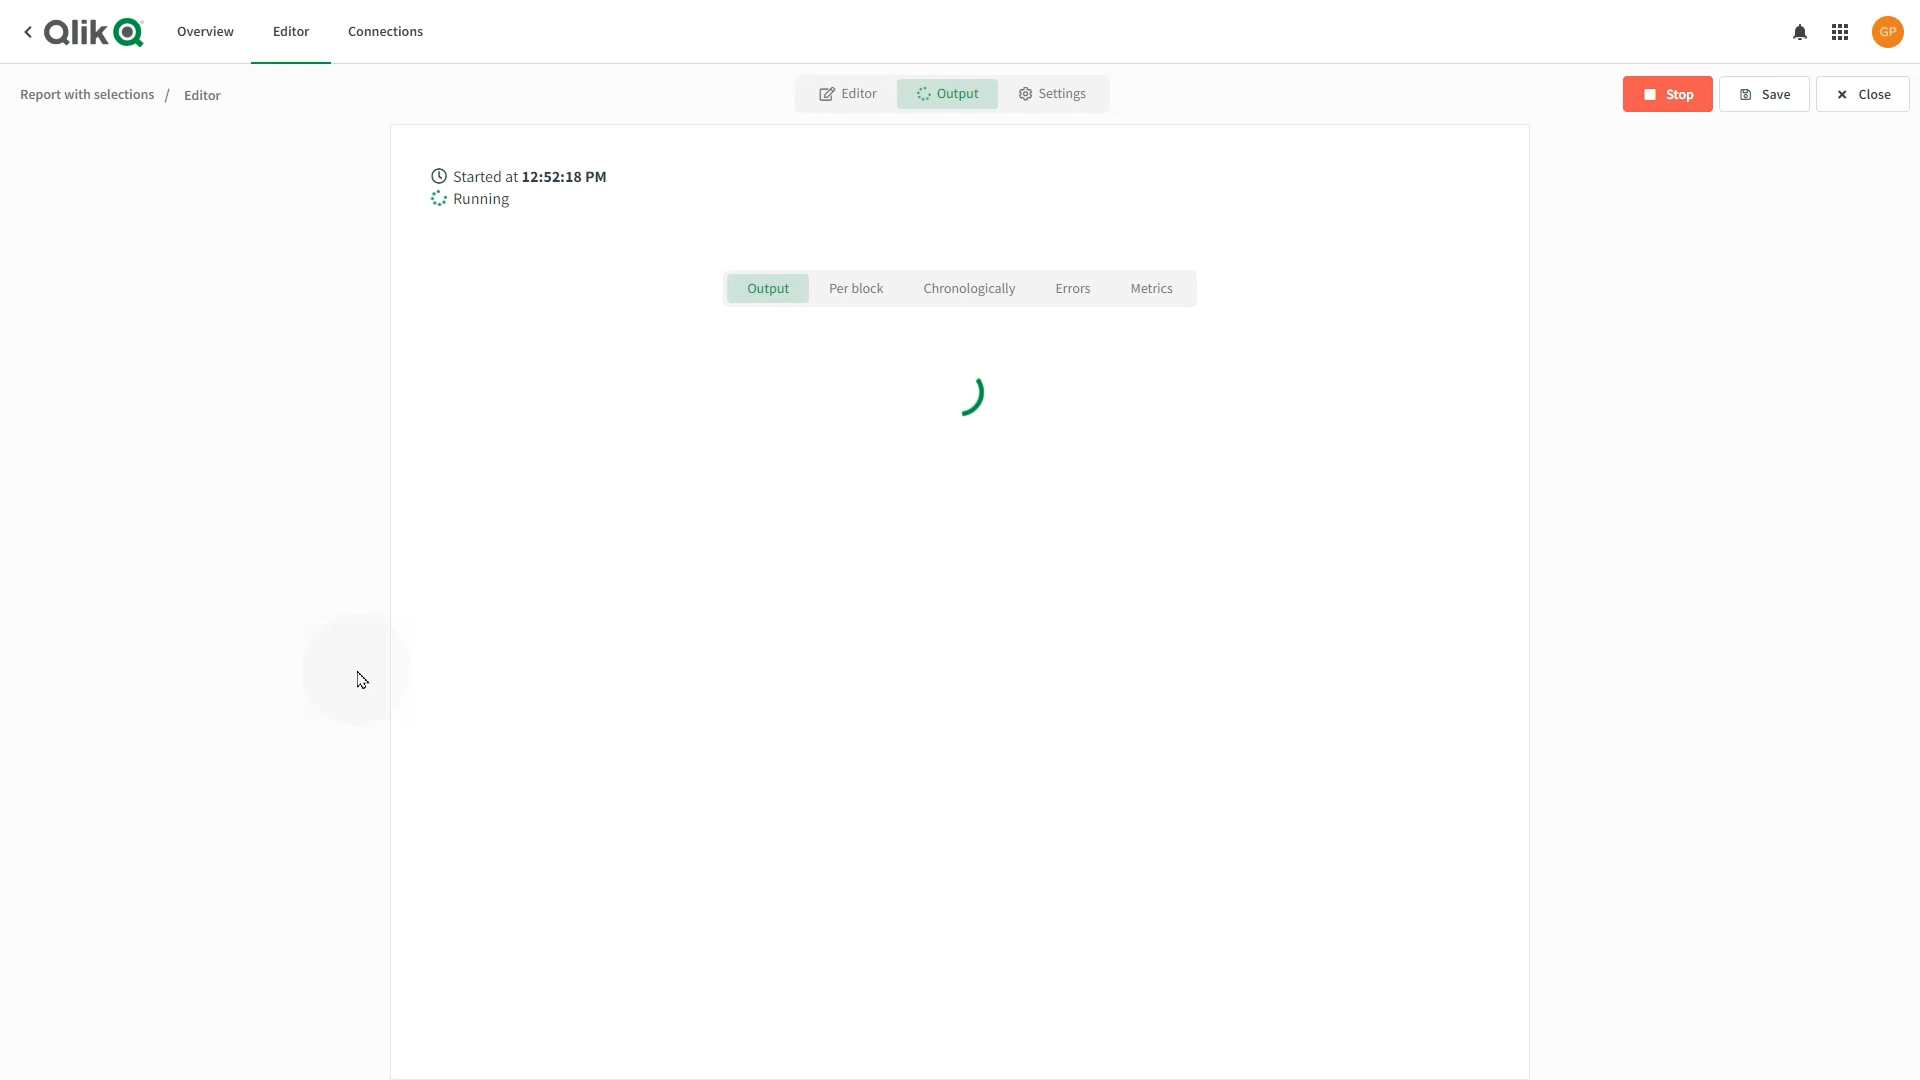 Qlik
Overview
Editor
Connections
GP
Report with selections / Editor
Editor
Output
Settings
Stop
Save
Close
Started at 12:52:18 PM
Running
Output
Per block
Chronologically
Errors
Metrics